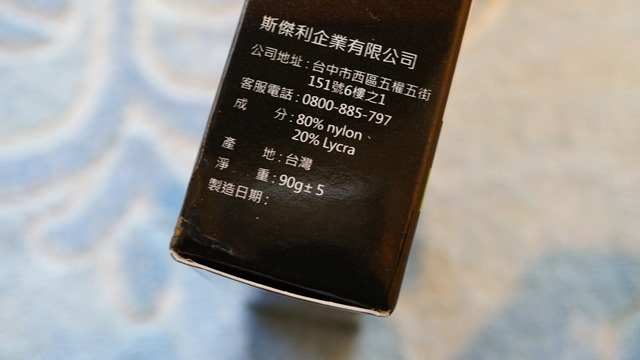 斯傑利企業有限公司
公司地址：台中市西區五權五街
151號6樓之1
客服電話：0800-885-797
成　分：80% nylon、
20% Lycra
產　地：台灣
淨　重：90g±5
製造日期：